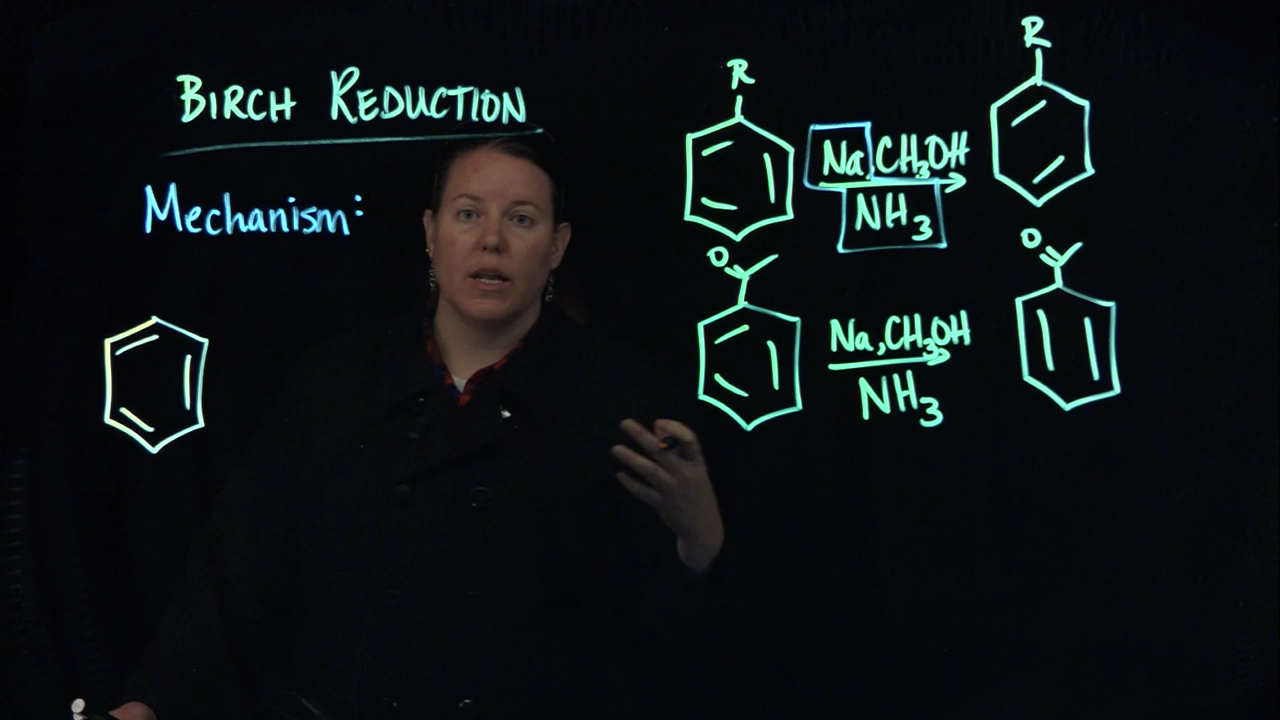 BIRCH REDUCTION
Mechanism:
R
Na, CH₃OH
NH₃
R
O
Na, CH₃OH
NH₃
O